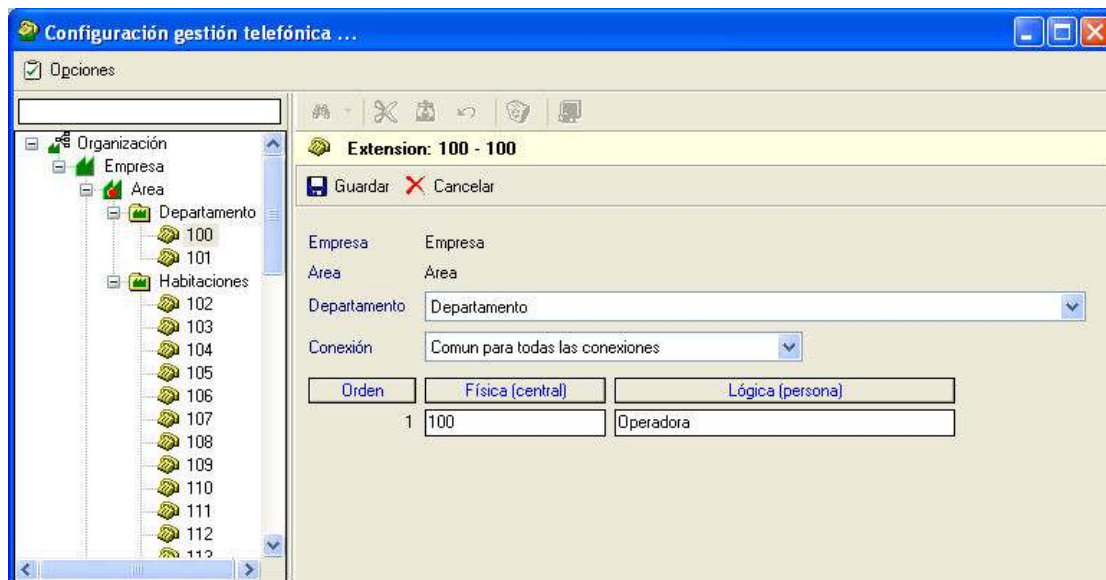 Configuración gestión telefónica ...
Opciones
Organización
Empresa
Area
Departamento
100
101
Habitaciones
102
103
104
105
106
107
108
109
110
111
112
113
Extension: 100 - 100
Guardar Cancelar
Empresa Empresa
Area Area
Departamento Departamento
Conexión Comun para todas las conexiones
Orden Física (central) Lógica (persona)
1 100 Operadora